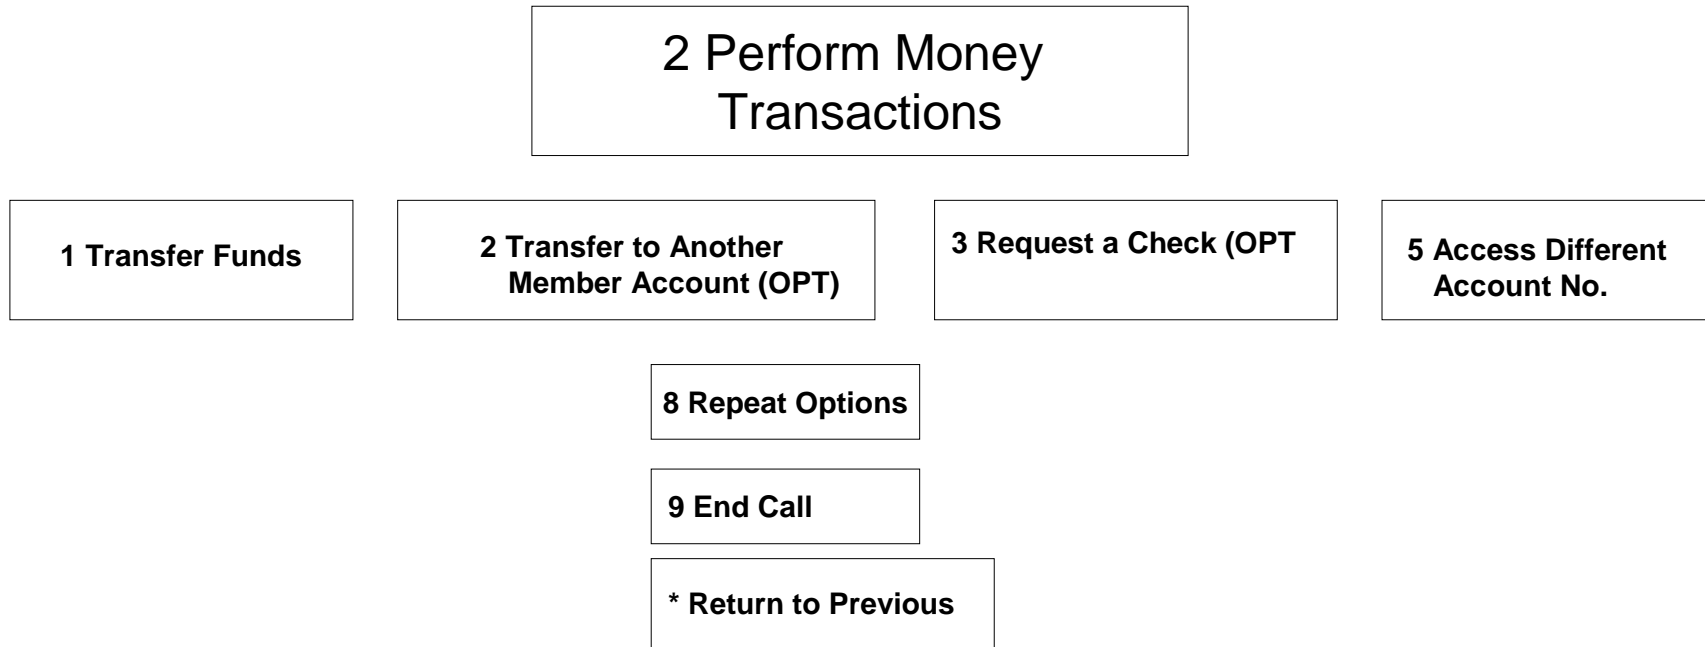 2 Perform Money
Transactions
1 Transfer Funds
2 Transfer to Another
Member Account (OPT)
3 Request a Check (OPT
5 Access Different
Account No.
8 Repeat Options
9 End Call
* Return to Previous